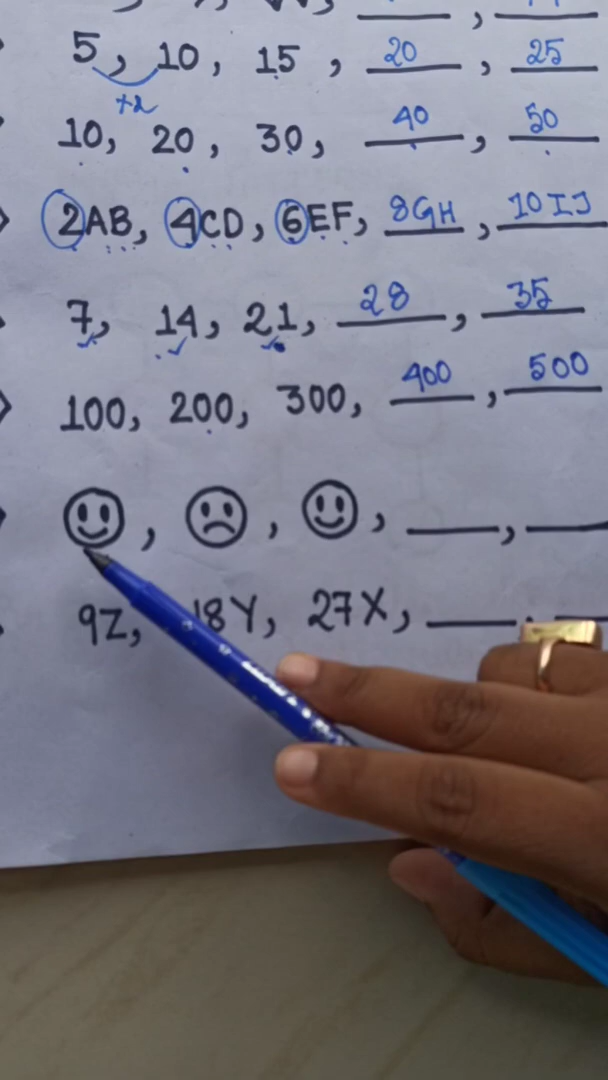 5, 10, 15, 20, 25
+2
10, 20, 30, 40, 50
2AB, 4CD, 6EF, 8GH, 10IJ
7, 14, 21, 28, 35
100, 200, 300, 400, 500
9Z, 18Y, 27X,